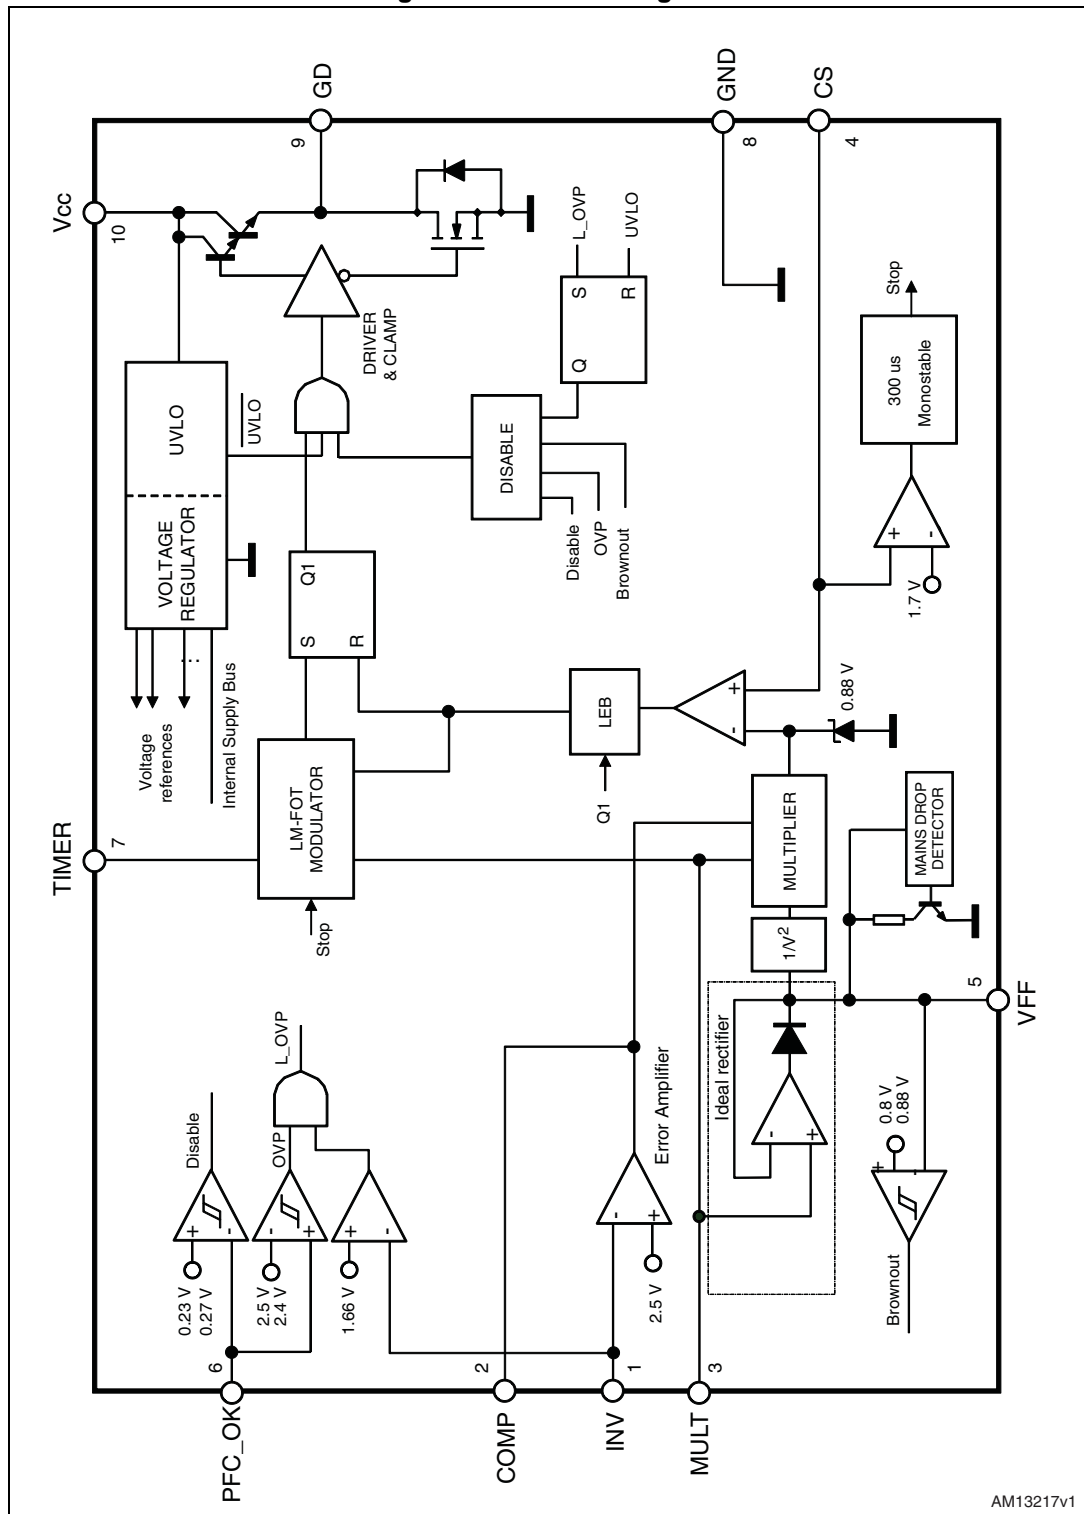 Vcc
10
GD
9
GND
8
CS
4
UVLO
VOLTAGE
REGULATOR
UVLO
Voltage
references
...
Internal Supply Bus
DRIVER
& CLAMP
S
R
Q
L_OVP
UVLO
DISABLE
Disable
OVP
Brownout
Stop
300 us
Monostable
+
-
1.7 V
S
R
Q1
TIMER
7
LM-FOT
MODULATOR
Stop
LEB
Q1
-
+
0.88 V
MULTIPLIER
1/V2
MAINS DROP
DETECTOR
5
VFF
Ideal rectifier
-
+
0.8 V
0.88 V
+
-
Brownout
Error Amplifier
-
+
2.5 V
L_OVP
Disable
OVP
+
-
-
+
+
-
0.23 V
0.27 V
2.5 V
2.4 V
1.66 V
6
PFC_OK
2
COMP
1
INV
3
MULT
AM13217v1